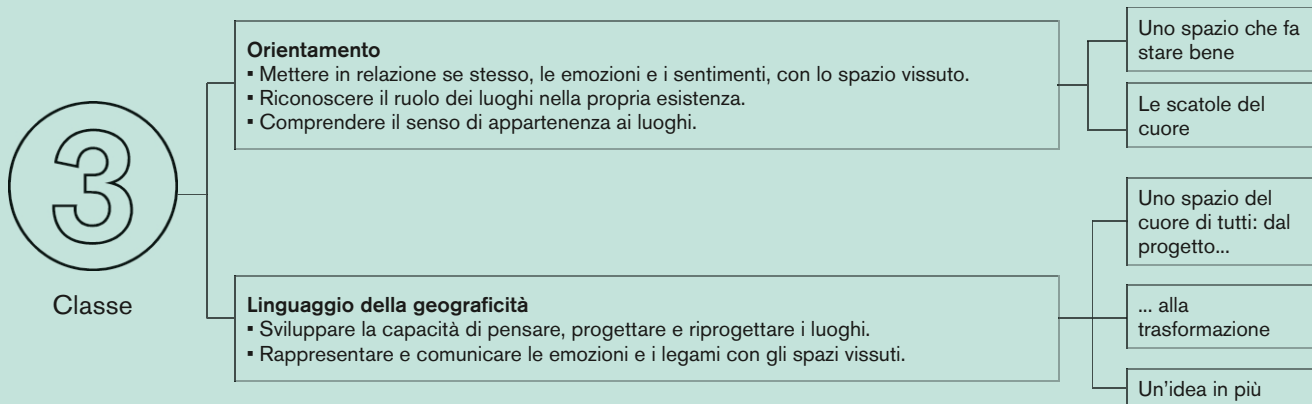 3
Classe
Orientamento
▪ Mettere in relazione se stesso, le emozioni e i sentimenti, con lo spazio vissuto.
▪ Riconoscere il ruolo dei luoghi nella propria esistenza.
▪ Comprendere il senso di appartenenza ai luoghi.
Uno spazio che fa
stare bene
Le scatole del
cuore
Linguaggio della geograficità
▪ Sviluppare la capacità di pensare, progettare e riprogettare i luoghi.
▪ Rappresentare e comunicare le emozioni e i legami con gli spazi vissuti.
Uno spazio del
cuore di tutti: dal
progetto...
... alla
trasformazione
Un'idea in più